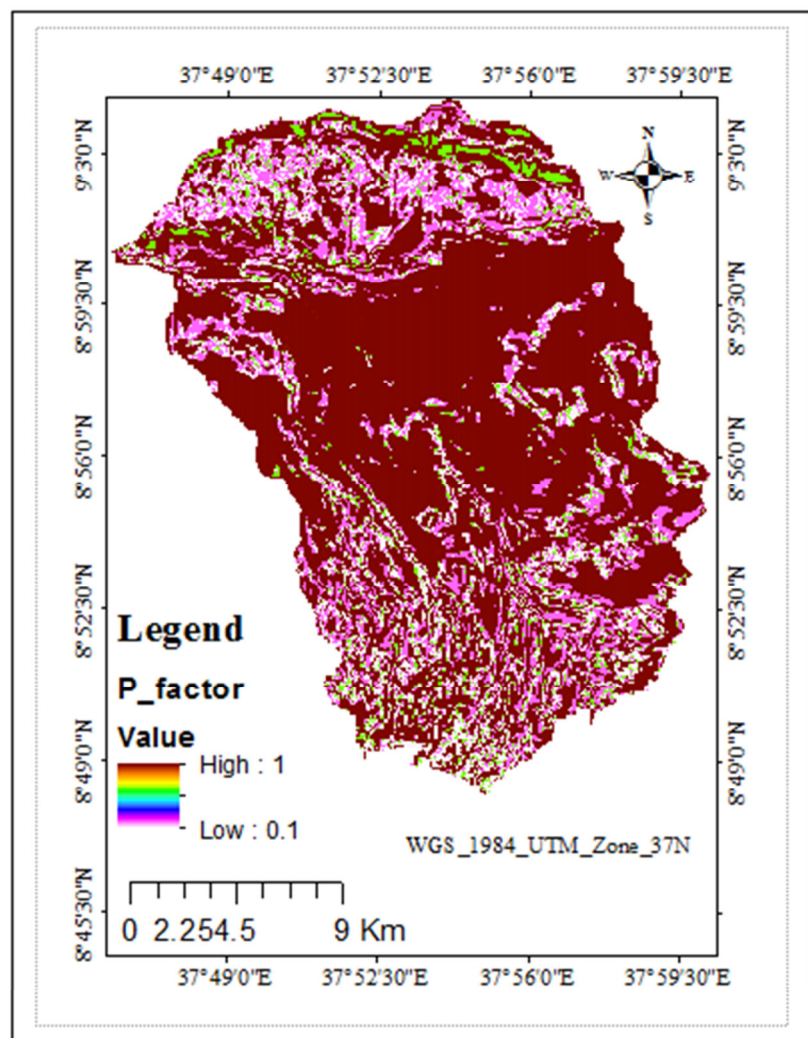 37°49'0"E 37°52'30"E 37°56'0"E 37°59'30"E
N
W E
S
9°3'30"N 9°3'30"N
8°59'30"N 8°59'30"N
8°56'0"N 8°56'0"N
8°52'30"N 8°52'30"N
Legend
P_factor
Value
High : 1
Low : 0.1
8°49'0"N 8°49'0"N
WGS_1984_UTM_Zone_37N
0 2.254.5 9 Km
8°45'30"N
37°49'0"E 37°52'30"E 37°56'0"E 37°59'30"E